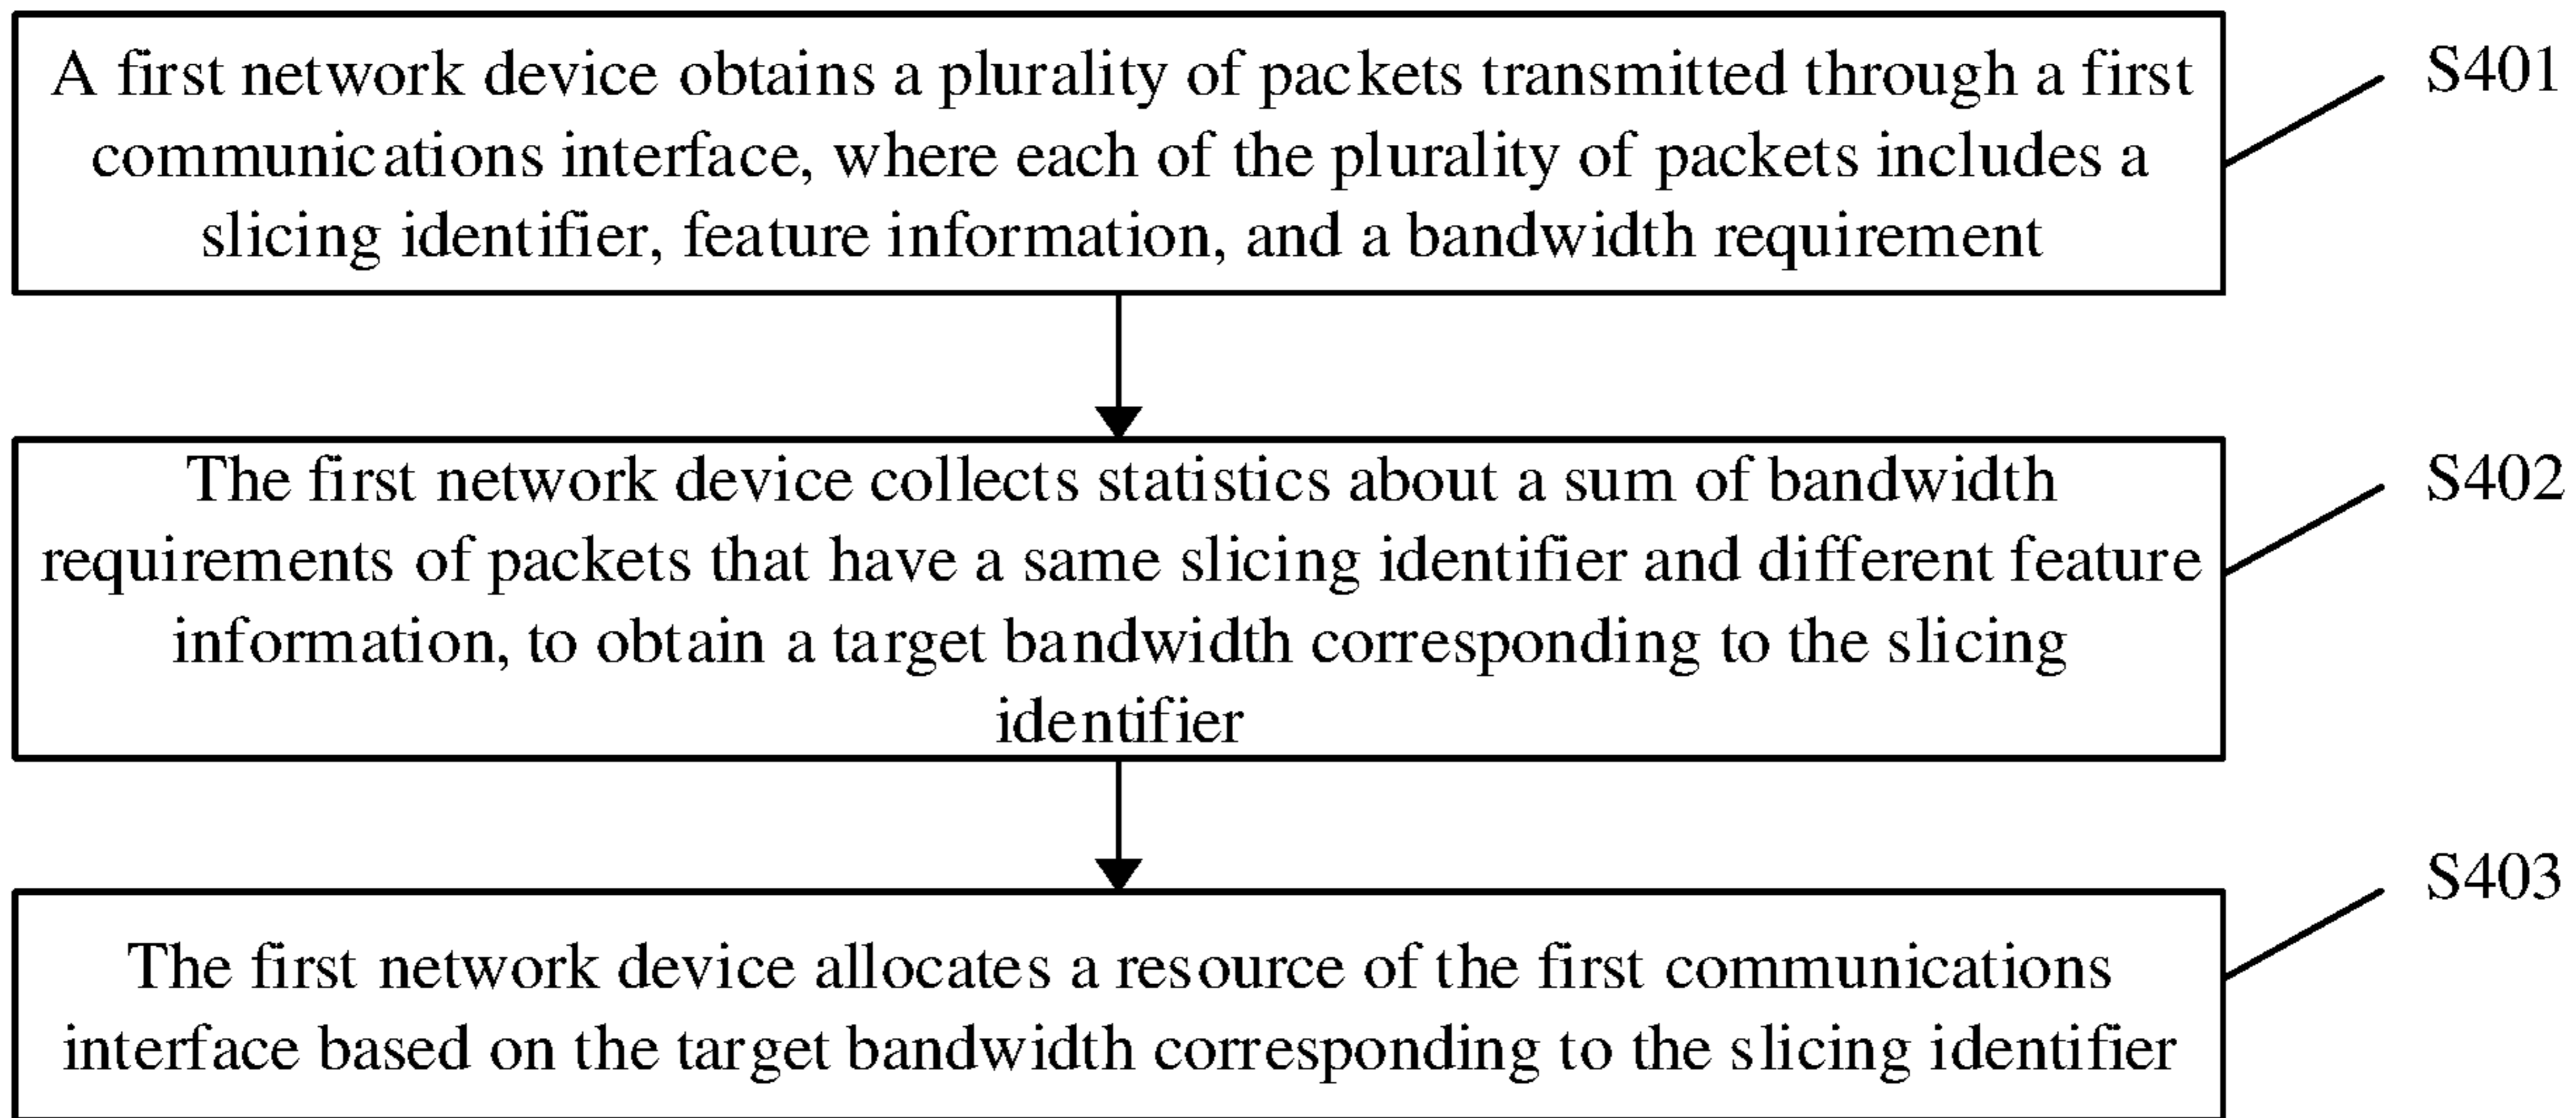 A first network device obtains a plurality of packets transmitted through a first
communications interface, where each of the plurality of packets includes a
slicing identifier, feature information, and a bandwidth requirement
S401
The first network device collects statistics about a sum of bandwidth
requirements of packets that have a same slicing identifier and different feature
information, to obtain a target bandwidth corresponding to the slicing
identifier
S402
The first network device allocates a resource of the first communications
interface based on the target bandwidth corresponding to the slicing identifier
S403